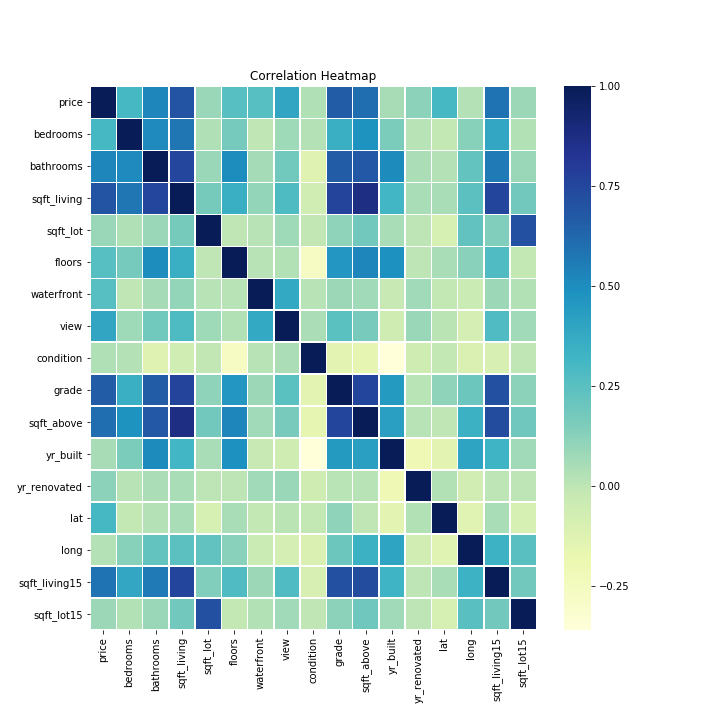 Correlation Heatmap
price
bedrooms
bathrooms
sqft_living
sqft_lot
floors
waterfront
view
condition
grade
sqft_above
yr_built
yr_renovated
lat
long
sqft_living15
sqft_lot15
price
bedrooms
bathrooms
sqft_living
sqft_lot
floors
waterfront
view
condition
grade
sqft_above
yr_built
yr_renovated
lat
long
sqft_living15
sqft_lot15
1.00
0.75
0.50
0.25
0.00
−0.25